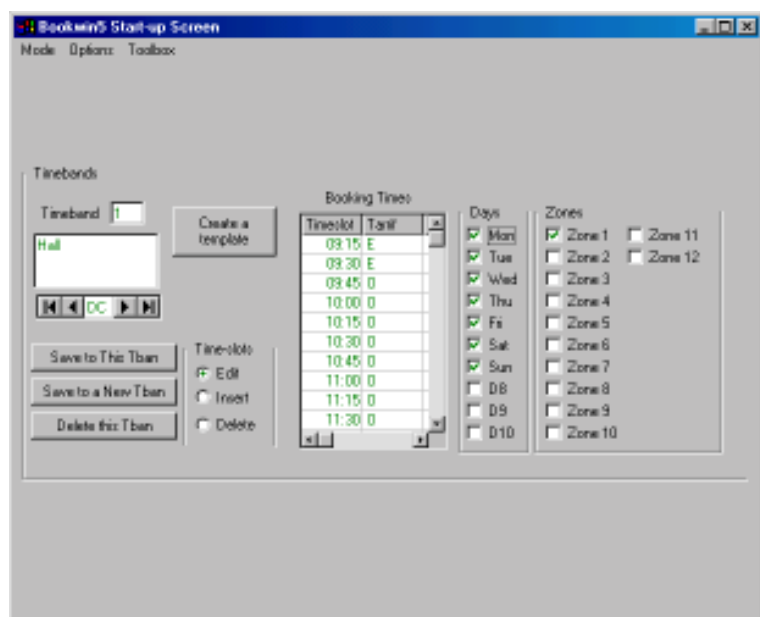 Bookwin5 Start-up Screen
Mode Options Toolbox
Timebands
Timeband 1
Hall
DC
Create a
template
Save to This Tban
Save to a New Tban
Delete this Tban
Time-slots
Edit
Insert
Delete
Booking Times
Timeslot Tariff
09:15 E
09:30 E
09:45 0
10:00 0
10:15 0
10:30 0
10:45 0
11:00 0
11:15 0
11:30 0
Days
Mon
Tue
Wed
Thu
Fri
Sat
Sun
D8
D9
D10
Zones
Zone 1
Zone 2
Zone 3
Zone 4
Zone 5
Zone 6
Zone 7
Zone 8
Zone 9
Zone 10
Zone 11
Zone 12